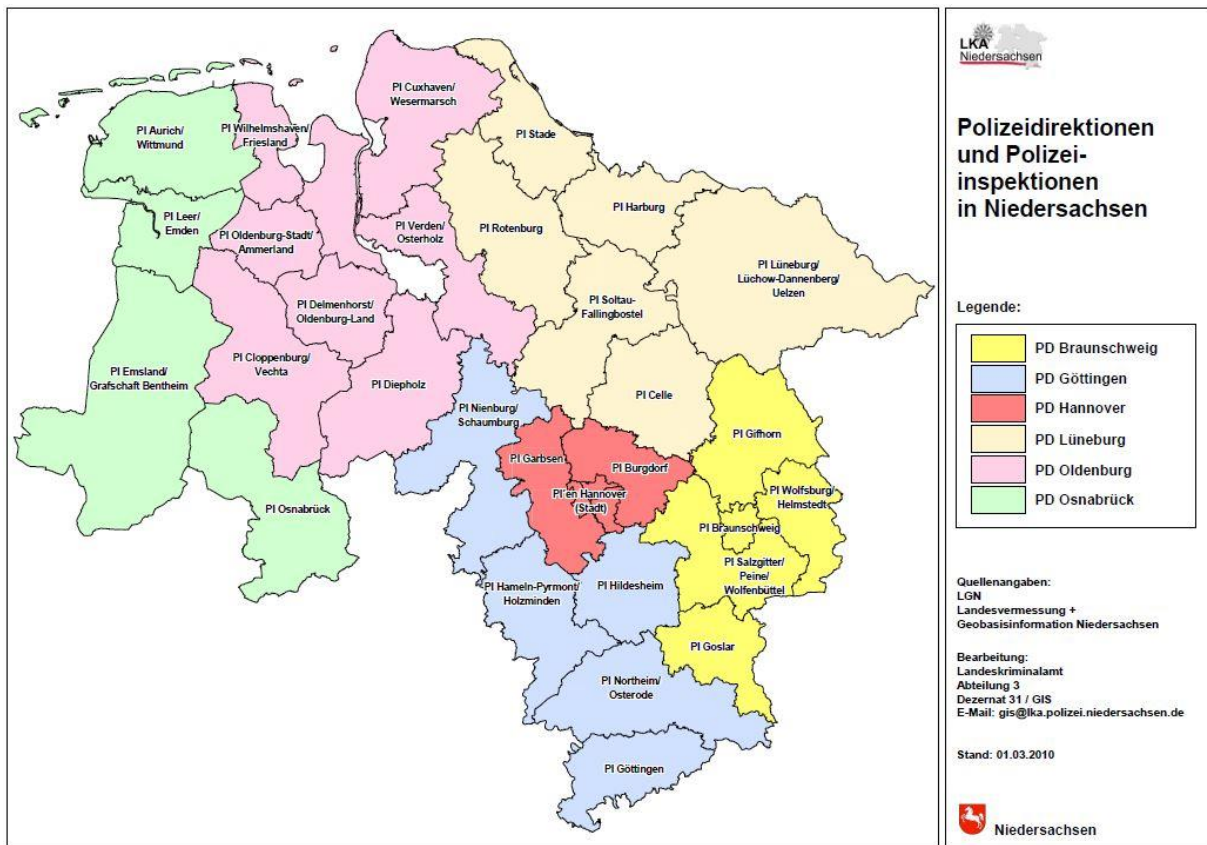 PI Cuxhaven/
Wesermarsch
PI Aurich/
Wittmund
PI Wilhelmshaven/
Friesland
PI Stade
PI Leer/
Emden
PI Oldenburg-Stadt/
Ammerland
PI Verden/
Osterholz
PI Rotenburg
PI Harburg
PI Lüneburg/
Lüchow-Dannenberg/
Uelzen
PI Delmenhorst/
Oldenburg-Land
PI Soltau-
Fallingbostel
PI Emsland/
Grafschaft Bentheim
PI Cloppenburg/
Vechta
PI Diepholz
PI Celle
PI Nienburg/
Schaumburg
PI Gifhorn
PI Garbsen
PI Burgdorf
PI Osnabrück
PI'en Hannover
(Stadt)
PI Wolfsburg/
Helmstedt
PI Braunschweig
PI Salzgitter/
Peine/
Wolfenbüttel
PI Hameln-Pyrmont/
Holzminden
PI Hildesheim
PI Goslar
PI Northeim/
Osterode
PI Göttingen
LKA
Niedersachsen
Polizeidirektionen
und Polizei-
inspektionen
in Niedersachsen
Legende:
PD Braunschweig
PD Göttingen
PD Hannover
PD Lüneburg
PD Oldenburg
PD Osnabrück
Quellenangaben:
LGN
Landesvermessung +
Geobasisinformation Niedersachsen
Bearbeitung:
Landeskriminalamt
Abteilung 3
Dezernat 31 / GIS
E-Mail: gis@lka.polizei.niedersachsen.de
Stand: 01.03.2010
Niedersachsen